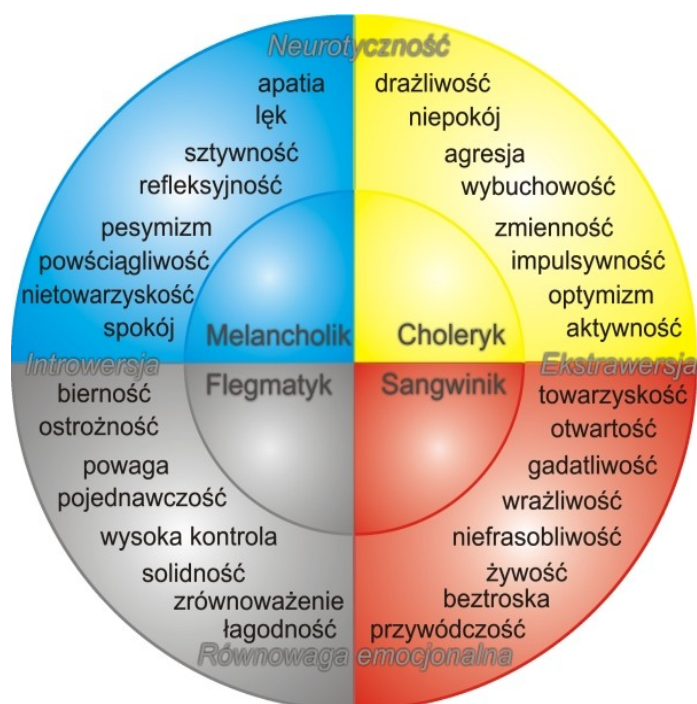 Neurotyczność
apatia
lęk
sztywność
refleksyjność
pesymizm
powściągliwość
nietowarzyskość
spokój
Melancholik
drażliwość
niepokój
agresja
wybuchowość
zmienność
impulsywność
optymizm
aktywność
Choleryk
Introwersja
Ekstrawersja
Flegmatyk
bierność
ostrożność
powaga
pojednawczość
wysoka kontrola
solidność
zrównoważenie
łagodność
Sangwinik
towarzyskość
otwartość
gadatliwość
wrażliwość
niefrasobliwość
żywość
beztroska
przywódczość
Równowaga emocjonalna